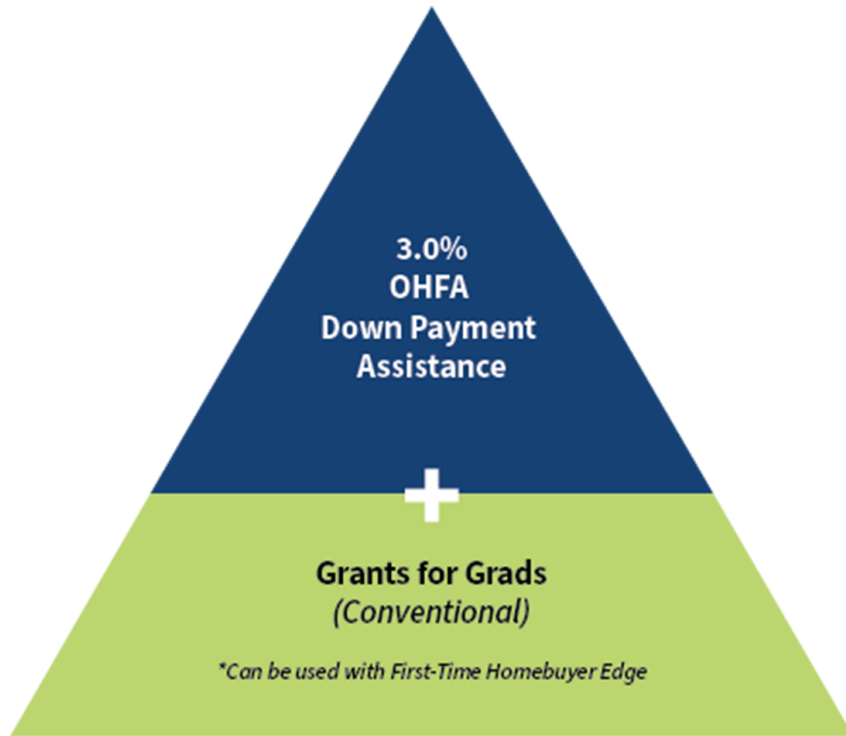 3.0%
OHFA
Down Payment
Assistance
+
Grants for Grads
(Conventional)
*Can be used with First-Time Homebuyer Edge